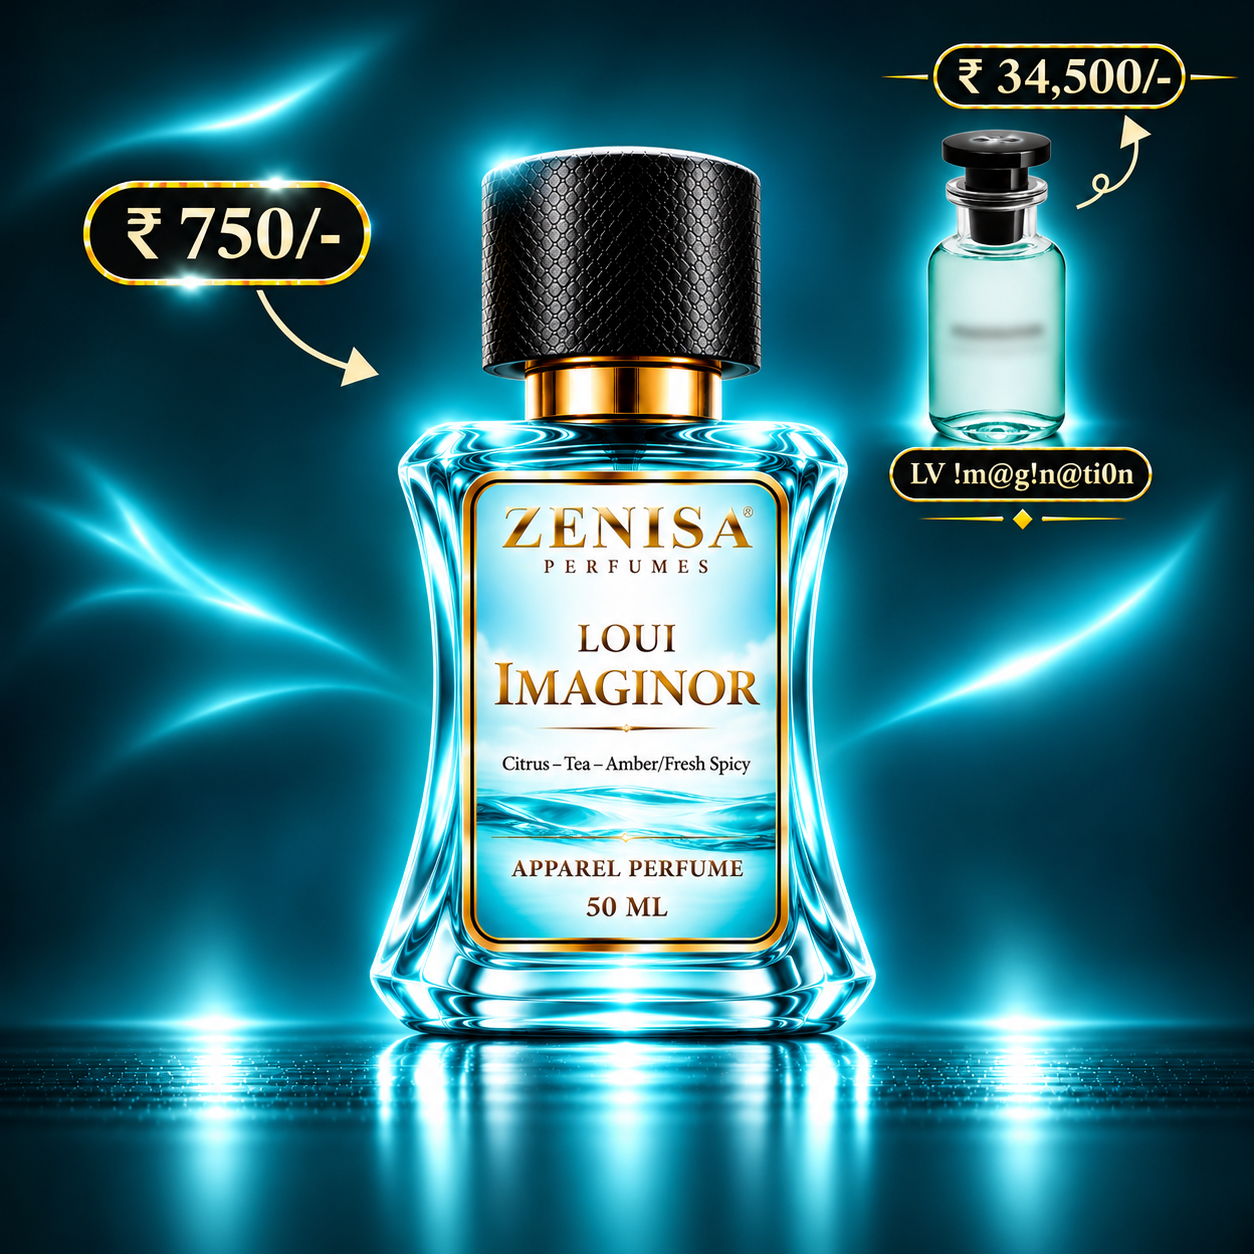 ₹ 34,500/-
₹ 750/-
LV !m@g!n@ti0n
ZENISA®
PERFUMES
LOUI
IMAGINOR
Citrus – Tea – Amber/Fresh Spicy
APPAREL PERFUME
50 ML